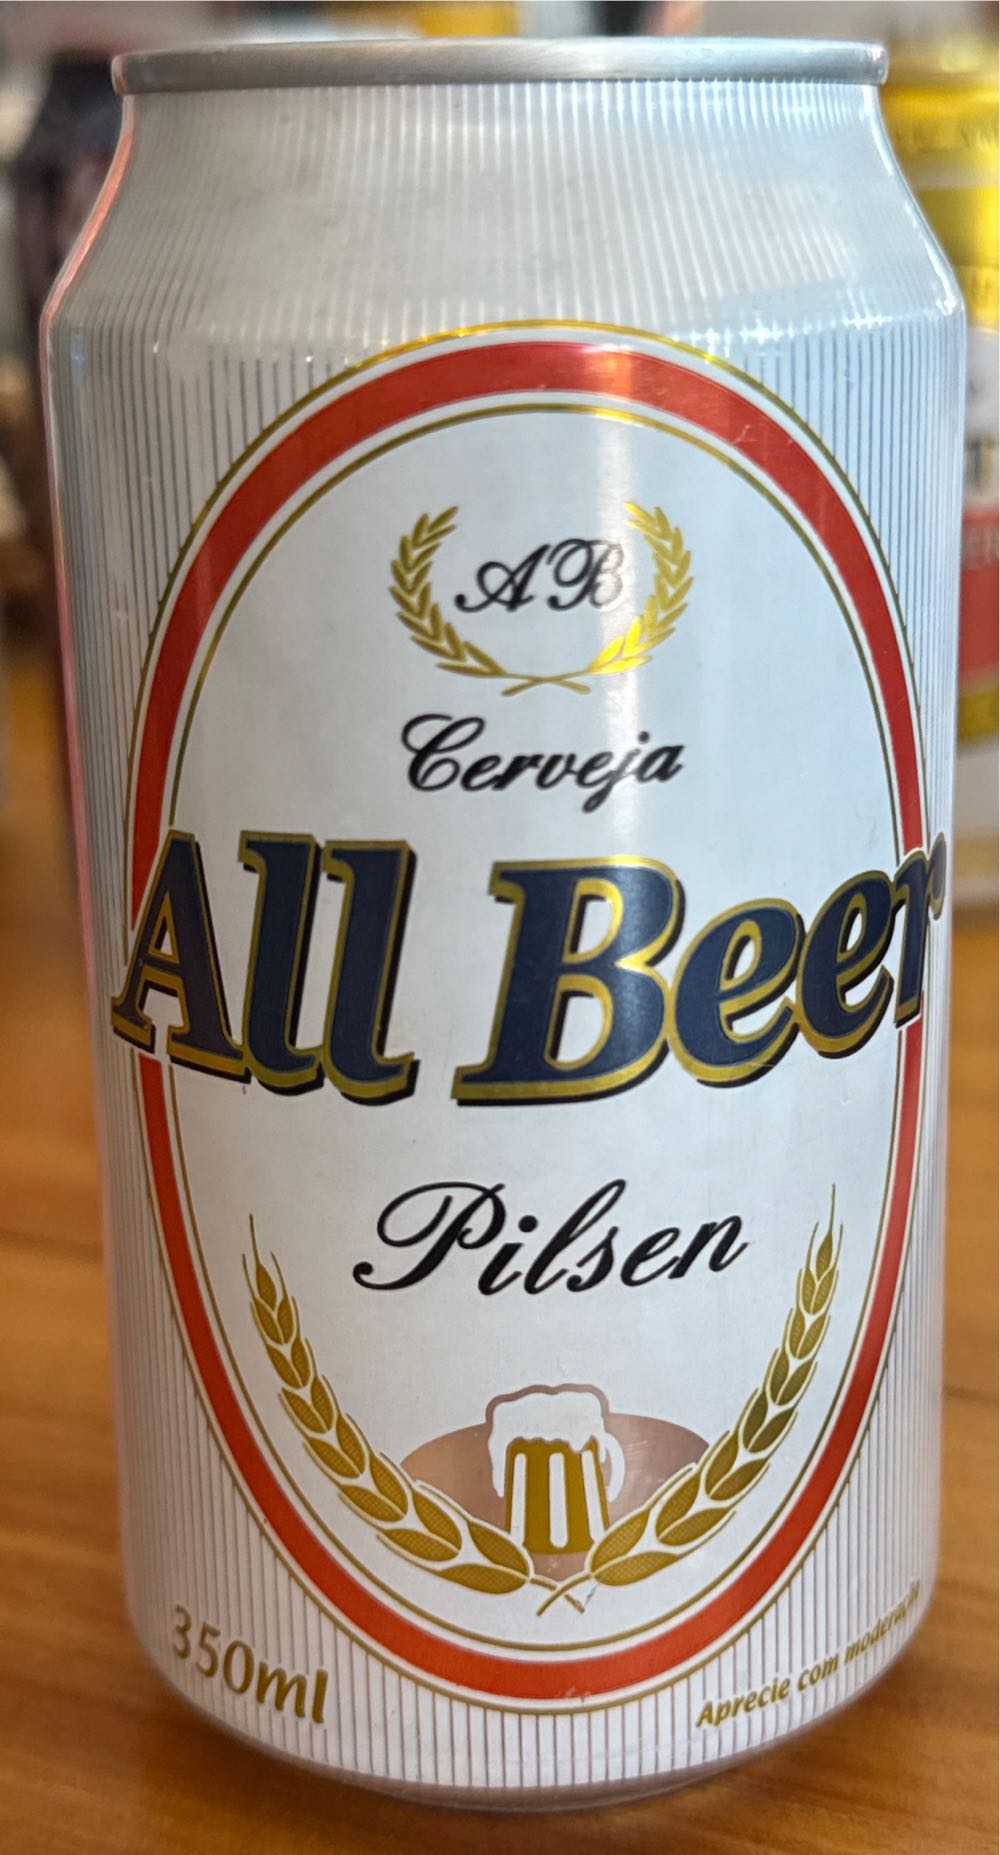 AB
Cerveja
All Beer
Pilsen
350ml
Aprecie com moderação